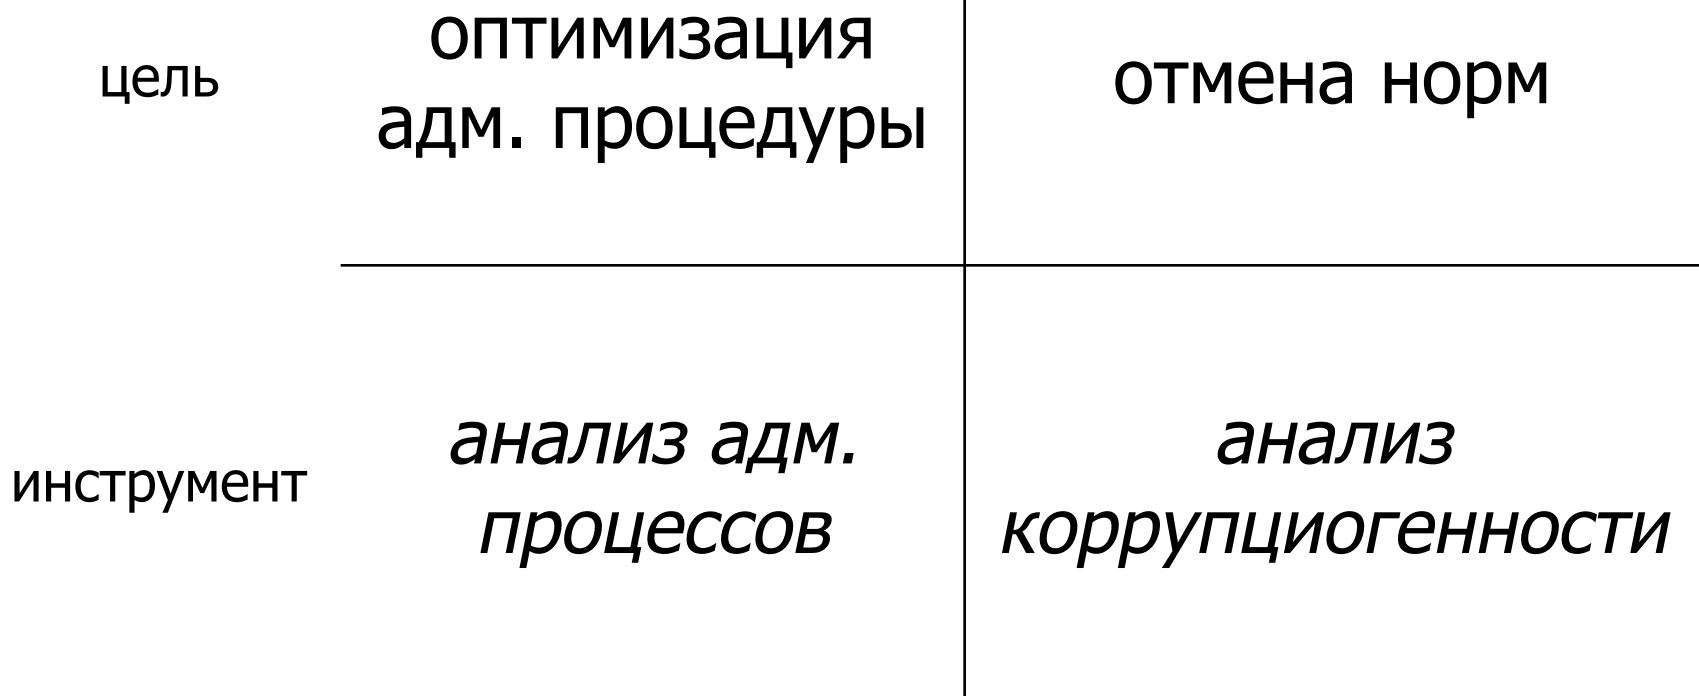 цель
оптимизация
адм. процедуры
отмена норм
инструмент
анализ адм.
процессов
анализ
коррупциогенности